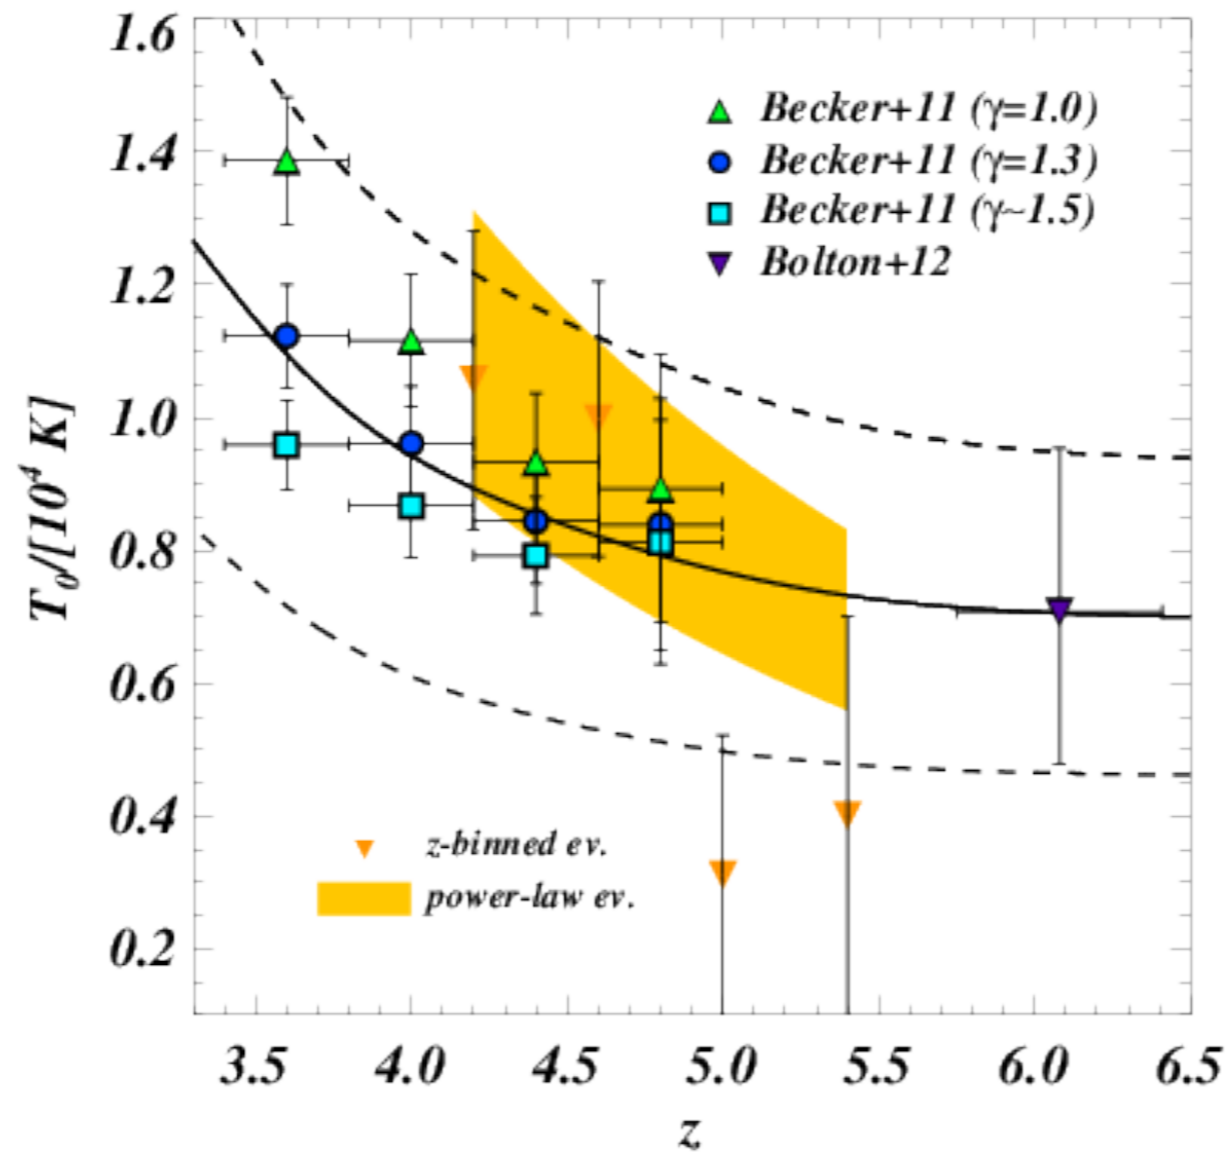 1.6
1.4
1.2
1.0
0.8
0.6
0.4
0.2
T₀/[10⁴ K]
Becker+11 (γ=1.0)
Becker+11 (γ=1.3)
Becker+11 (γ~1.5)
Bolton+12
z-binned ev.
power-law ev.
3.5 4.0 4.5 5.0 5.5 6.0 6.5
z